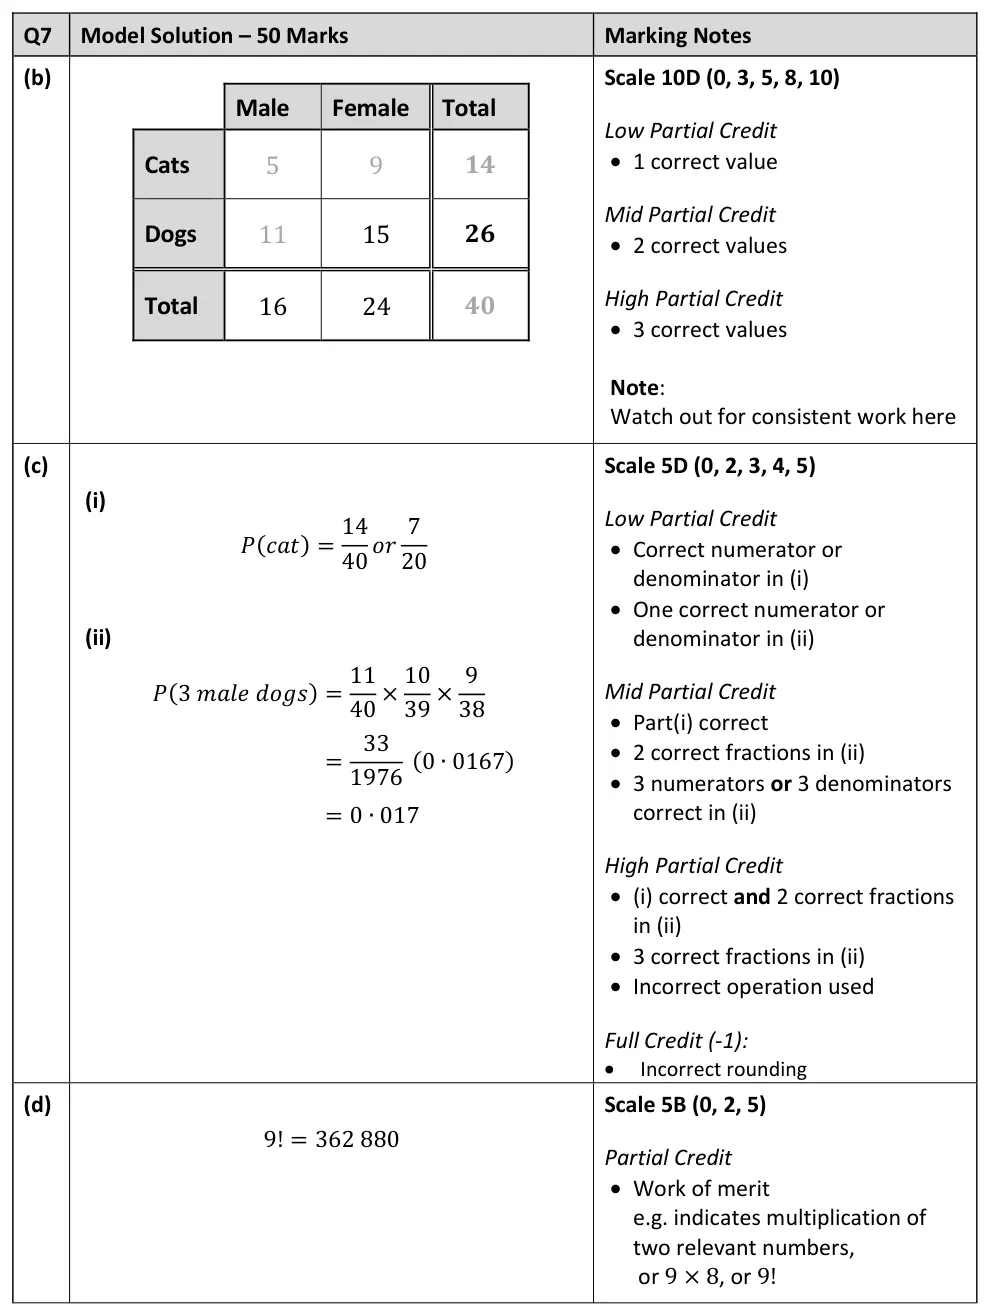 Q7 Model Solution – 50 Marks Marking Notes
(b)
Male Female Total
Cats 5 9 14
Dogs 11 15 26
Total 16 24 40
Scale 10D (0, 3, 5, 8, 10)
Low Partial Credit
• 1 correct value
Mid Partial Credit
• 2 correct values
High Partial Credit
• 3 correct values
Note:
Watch out for consistent work here
(c)
(i)
P(cat) = 14/40 or 7/20
(ii)
P(3 male dogs) = 11/40 × 10/39 × 9/38
= 33/1976 (0·0167)
= 0·017
Scale 5D (0, 2, 3, 4, 5)
Low Partial Credit
• Correct numerator or
denominator in (i)
• One correct numerator or
denominator in (ii)
Mid Partial Credit
• Part(i) correct
• 2 correct fractions in (ii)
• 3 numerators or 3 denominators
correct in (ii)
High Partial Credit
• (i) correct and 2 correct fractions
in (ii)
• 3 correct fractions in (ii)
• Incorrect operation used
Full Credit (-1):
• Incorrect rounding
(d)
9! = 362 880
Scale 5B (0, 2, 5)
Partial Credit
• Work of merit
e.g. indicates multiplication of
two relevant numbers,
or 9 × 8, or 9!